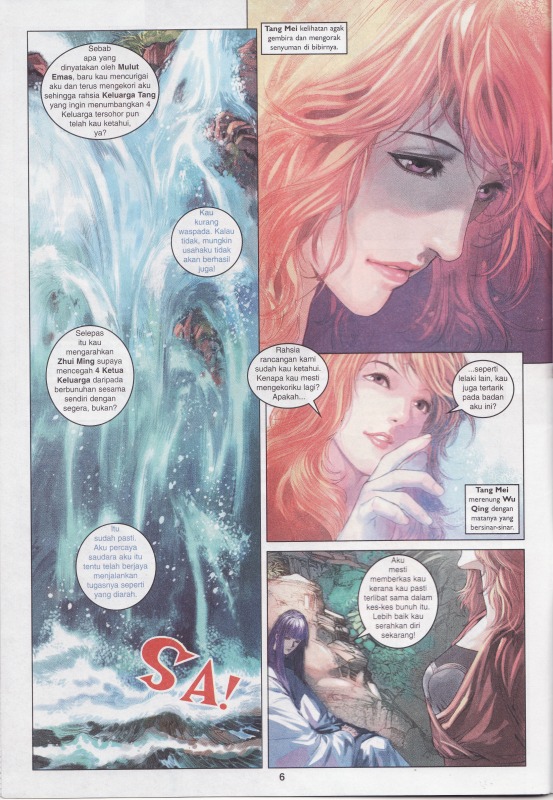 Sebab
apa yang
dinyatakan oleh Mulut
Emas, baru kau mencurigai
aku dan terus mengekori aku
sehingga rahsia Keluarga Tang
yang ingin menumbangkan 4
Keluarga tersohor pun
telah kau ketahui,
ya?
Kau
kurang
waspada. Kalau
tidak, mungkin
usahaku tidak
akan berhasil
juga!
Selepas
itu kau
mengarahkan
Zhui Ming supaya
mencegah 4 Ketua
Keluarga daripada
berbunuhan sesama
sendiri dengan
segera, bukan?
Itu
sudah pasti.
Aku percaya
saudara aku itu
tentu telah berjaya
menjalankan
tugasnya seperti
yang diarah.
SA!
Tang Mei kelihatan agak
gembira dan mengorak
senyuman di bibirnya.
Rahsia
rancangan kami
sudah kau ketahui.
Kenapa kau mesti
mengekoriku lagi?
Apakah...
...seperti
lelaki lain, kau
juga tertarik
pada badan
aku ini?
Tang Mei
merenung Wu
Qing dengan
matanya yang
bersinar-sinar.
Aku
mesti
memberkas kau
kerana kau pasti
terlibat sama dalam
kes-kes bunuh itu.
Lebih baik kau
serahkan diri
sekarang!
6